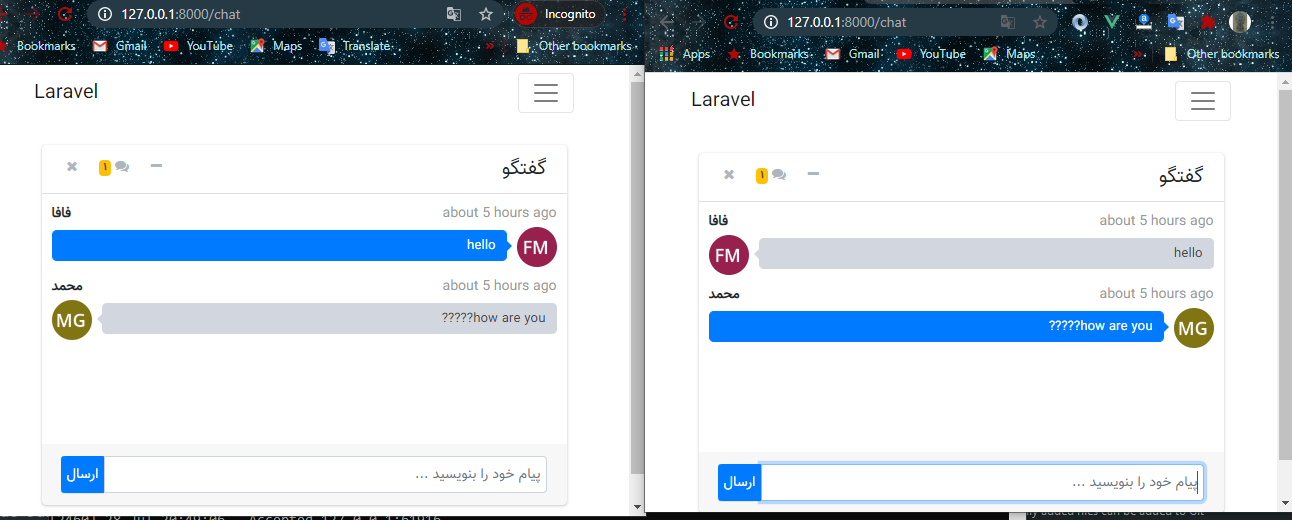 127.0.0.1:8000/chat
Incognito
Bookmarks Gmail YouTube Maps Translate » Other bookmarks
Laravel
گفتگو
۱
فافا about 5 hours ago
hello
FM
محمد about 5 hours ago
MG
?????how are you
پیام خود را بنویسید ...
ارسال
127.0.0.1:8000/chat
Apps Bookmarks Gmail YouTube Maps » Other bookmarks
Laravel
گفتگو
۱
فافا about 5 hours ago
FM
hello
محمد about 5 hours ago
?????how are you
MG
پیام خود را بنویسید ...
ارسال